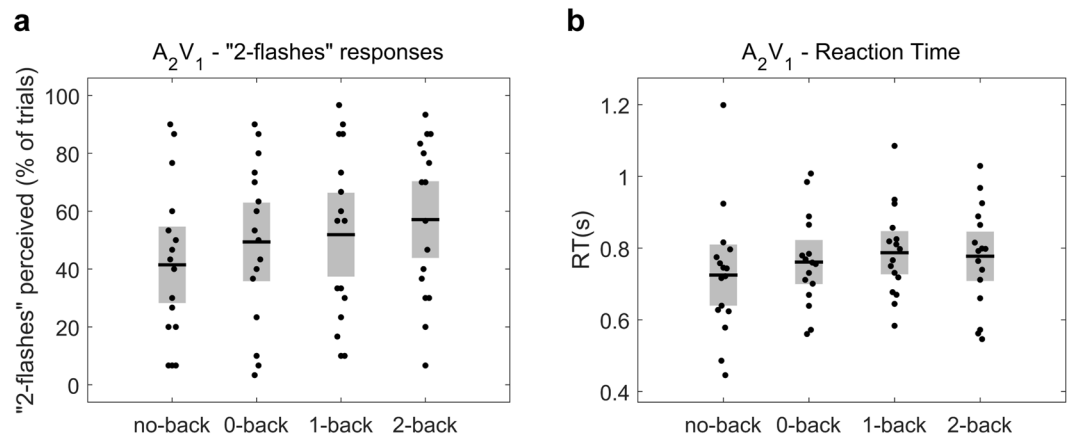 a
A2V1 - "2-flashes" responses
"2-flashes" perceived (% of trials)
100
80
60
40
20
0
no-back 0-back 1-back 2-back
b
A2V1 - Reaction Time
RT(s)
1.2
1
0.8
0.6
0.4
no-back 0-back 1-back 2-back